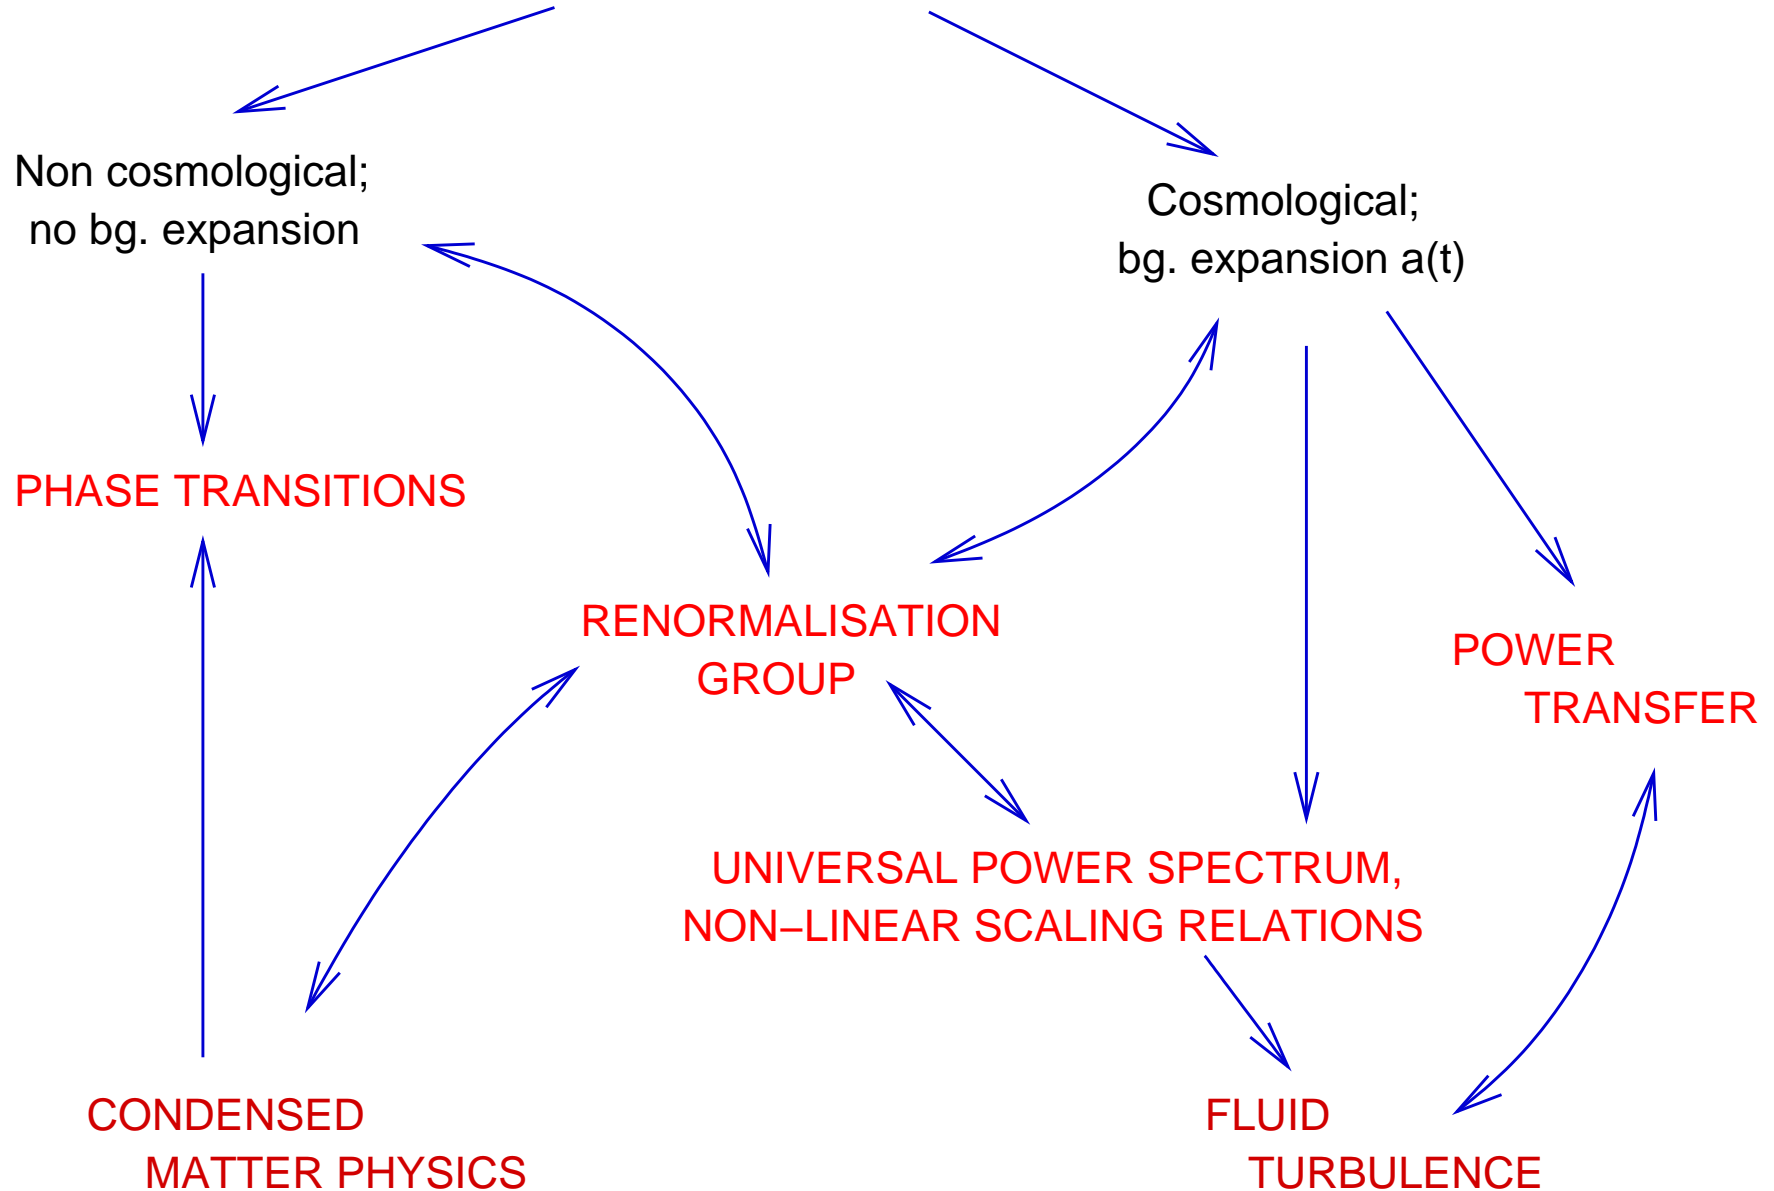 Non cosmological;
no bg. expansion
Cosmological;
bg. expansion a(t)
PHASE TRANSITIONS
RENORMALISATION
GROUP
POWER
TRANSFER
UNIVERSAL POWER SPECTRUM,
NON−LINEAR SCALING RELATIONS
CONDENSED
MATTER PHYSICS
FLUID
TURBULENCE